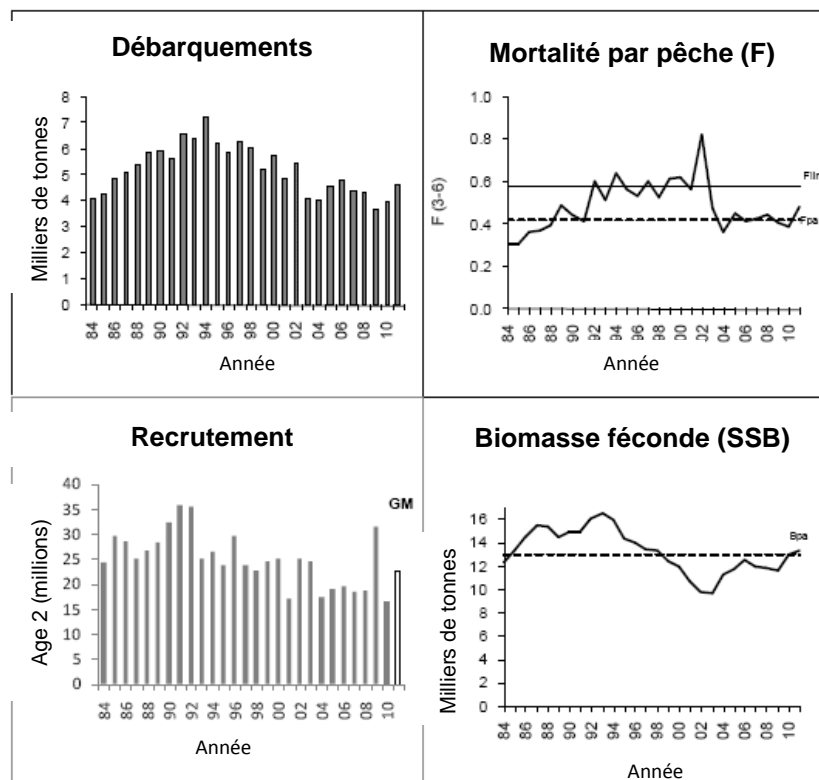 Débarquements
Milliers de tonnes
8
7
6
5
4
3
2
1
0
84 86 88 90 92 94 96 98 00 02 04 06 08 10
Année
Mortalité par pêche (F)
F (3-6)
1.0
0.8
0.6
0.4
0.2
0.0
Flim
Fpa
84 86 88 90 92 94 96 98 00 02 04 06 08 10
Année
Recrutement
GM
Age 2 (millions)
40
35
30
25
20
15
10
5
0
84 86 88 90 92 94 96 98 00 02 04 06 08 10
Année
Biomasse féconde (SSB)
Bpa
Milliers de tonnes
16
14
12
10
8
6
4
2
0
84 86 88 90 92 94 96 98 00 02 04 06 08 10
Année